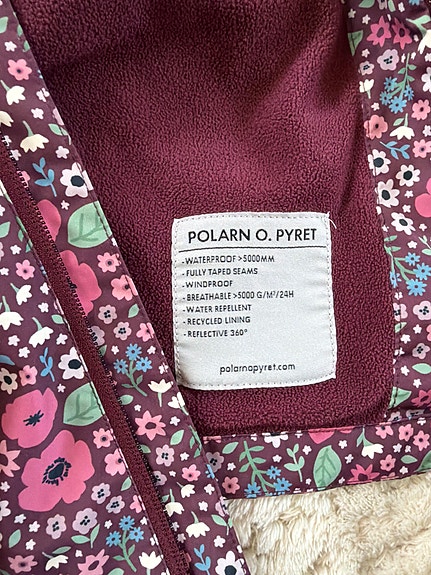 POLARN O. PYRET
- WATERPROOF >5000MM
- FULLY TAPED SEAMS
- WINDPROOF
- BREATHABLE >5000 G/M²/24H
- WATER REPELLENT
- RECYCLED LINING
- REFLECTIVE 360°
polarnopyret.com